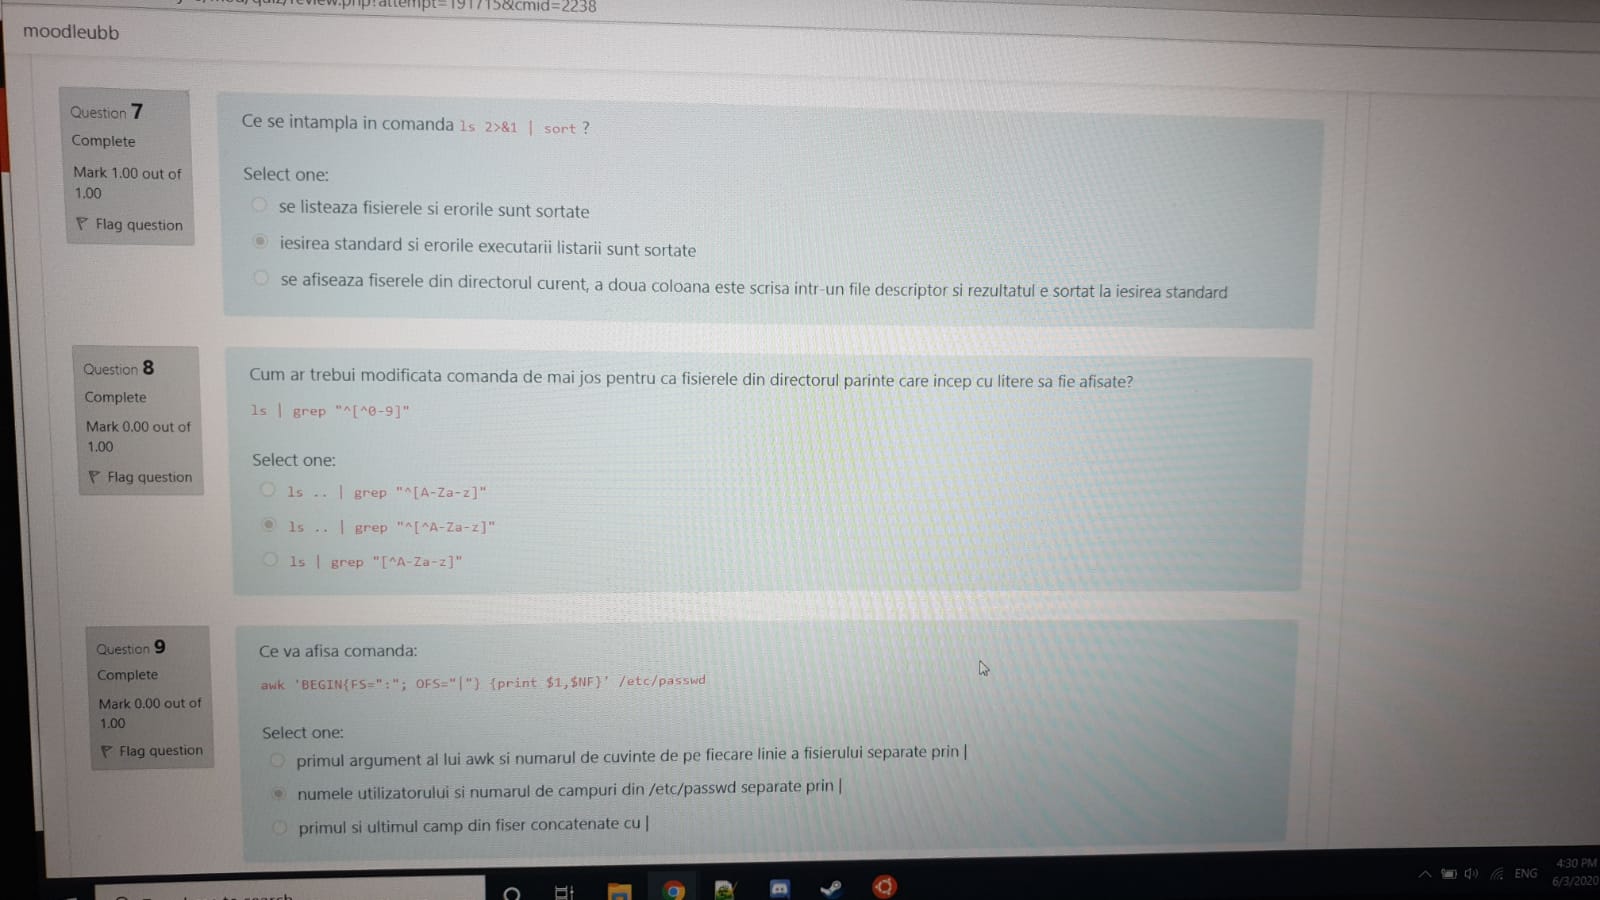 attempt=191715&cmid=2238
moodleubb
Question 7
Complete
Mark 1.00 out of
1.00
Flag question
Ce se intampla in comanda ls 2>&1 | sort ?
Select one:
se listeaza fisierele si erorile sunt sortate
iesirea standard si erorile executarii listarii sunt sortate
se afiseaza fiserele din directorul curent, a doua coloana este scrisa intr-un file descriptor si rezultatul e sortat la iesirea standard
Question 8
Complete
Mark 0.00 out of
1.00
Flag question
Cum ar trebui modificata comanda de mai jos pentru ca fisierele din directorul parinte care incep cu litere sa fie afisate?
ls | grep "^[^0-9]"
Select one:
ls .. | grep "^[A-Za-z]"
ls .. | grep "^[^A-Za-z]"
ls | grep "[^A-Za-z]"
Question 9
Complete
Mark 0.00 out of
1.00
Flag question
Ce va afisa comanda:
awk 'BEGIN{FS=":"; OFS="|"} {print $1,$NF}' /etc/passwd
Select one:
primul argument al lui awk si numarul de cuvinte de pe fiecare linie a fisierului separate prin |
numele utilizatorului si numarul de campuri din /etc/passwd separate prin |
primul si ultimul camp din fiser concatenate cu |
ENG
4:30 PM
6/3/2020